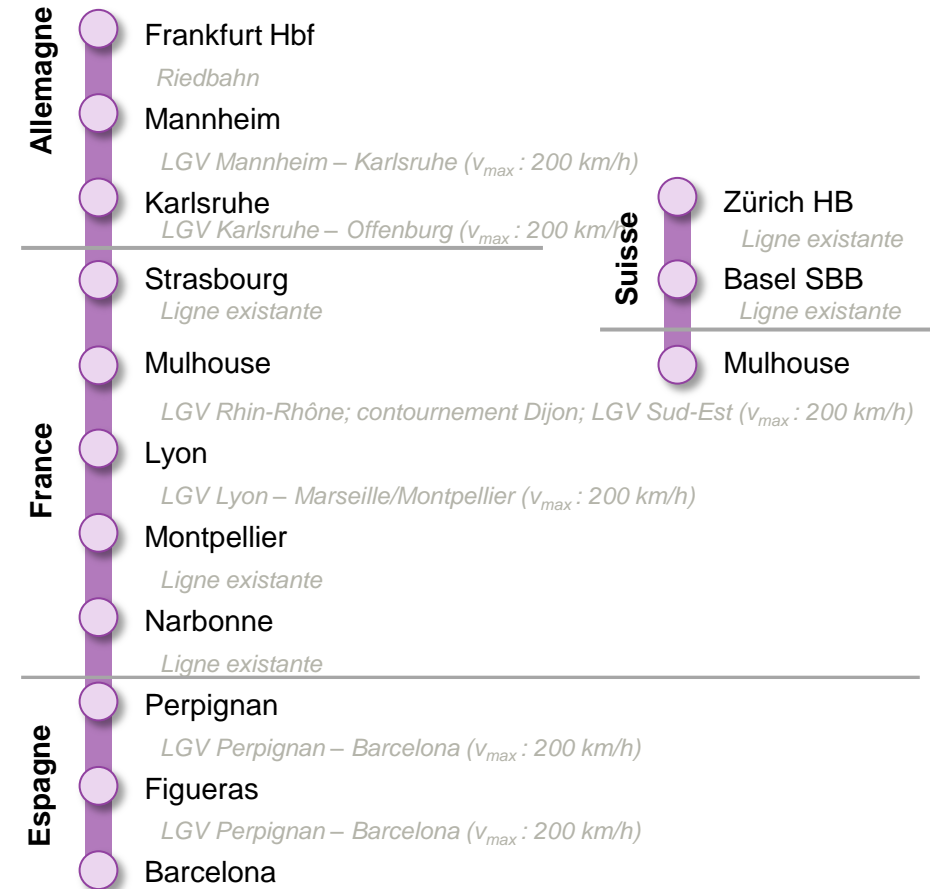 Allemagne
Frankfurt Hbf
Riedbahn
Mannheim
LGV Mannheim – Karlsruhe (vmax : 200 km/h)
Karlsruhe
LGV Karlsruhe – Offenburg (vmax : 200 km/h
France
Strasbourg
Ligne existante
Mulhouse
LGV Rhin-Rhône; contournement Dijon; LGV Sud-Est (vmax : 200 km/h)
Lyon
LGV Lyon – Marseille/Montpellier (vmax : 200 km/h)
Montpellier
Ligne existante
Narbonne
Ligne existante
Espagne
Perpignan
LGV Perpignan – Barcelona (vmax : 200 km/h)
Figueras
LGV Perpignan – Barcelona (vmax : 200 km/h)
Barcelona
Suisse
Zürich HB
Ligne existante
Basel SBB
Ligne existante
Mulhouse